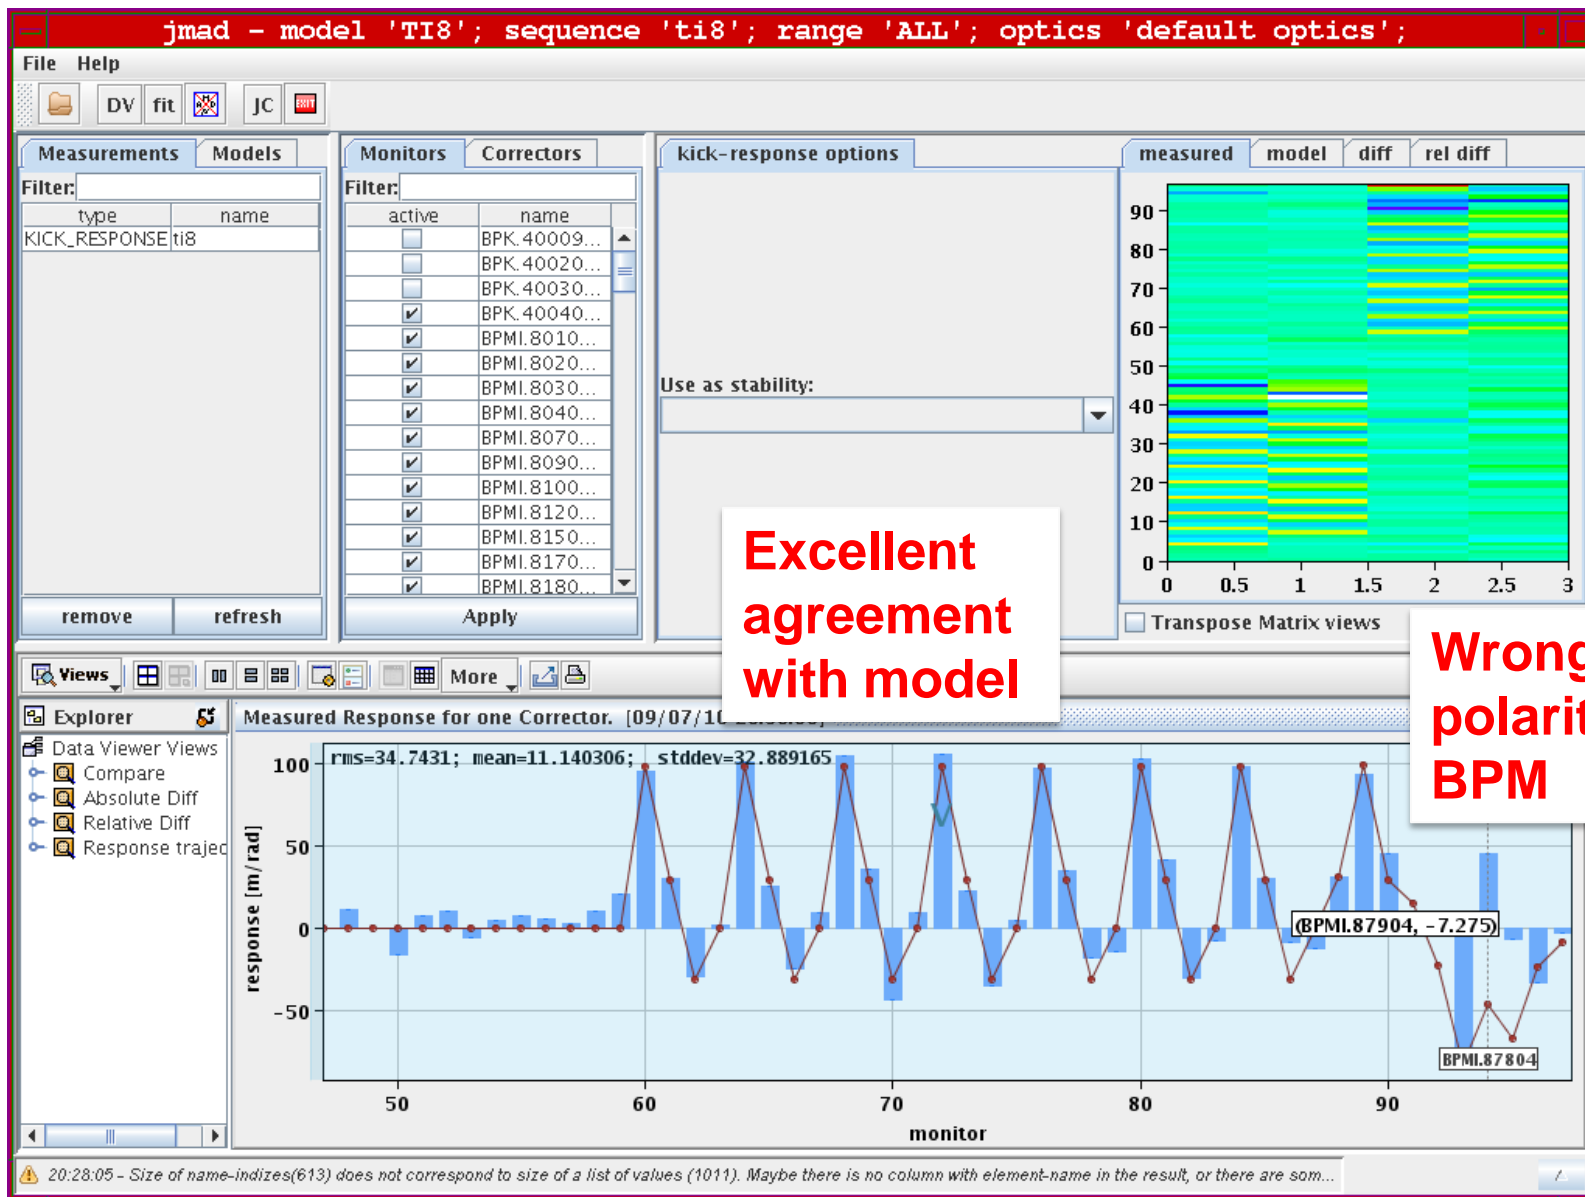 jmad - model 'TI8'; sequence 'ti8'; range 'ALL'; optics 'default optics';
File Help
DV fit JC EXIT
Measurements Models
Filter:
type name
KICK_RESPONSE ti8
remove refresh
Monitors Correctors
Filter:
active name
BPK.40009...
BPK.40020...
BPK.40030...
BPK.40040...
BPMI.8010...
BPMI.8020...
BPMI.8030...
BPMI.8040...
BPMI.8070...
BPMI.8090...
BPMI.8100...
BPMI.8120...
BPMI.8150...
BPMI.8170...
BPMI.8180...
Apply
kick-response options
Use as stability:
measured model diff rel diff
90
80
70
60
50
40
30
20
10
0
0 0.5 1 1.5 2 2.5 3
Transpose Matrix views
Excellent
agreement
with model
Wrong
polarit
BPM
Views More
Explorer
Data Viewer Views
Compare
Absolute Diff
Relative Diff
Response trajec
Measured Response for one Corrector.
rms=34.7431; mean=11.140306; stddev=32.889165
100
50
0
-50
response [m/rad]
(BPMI.87904, -7.275)
BPMI.87804
50 60 70 80 90
monitor
20:28:05 - Size of name-indizes(613) does not correspond to size of a list of values (1011). Maybe there is no column with element-name in the result, or there are som...